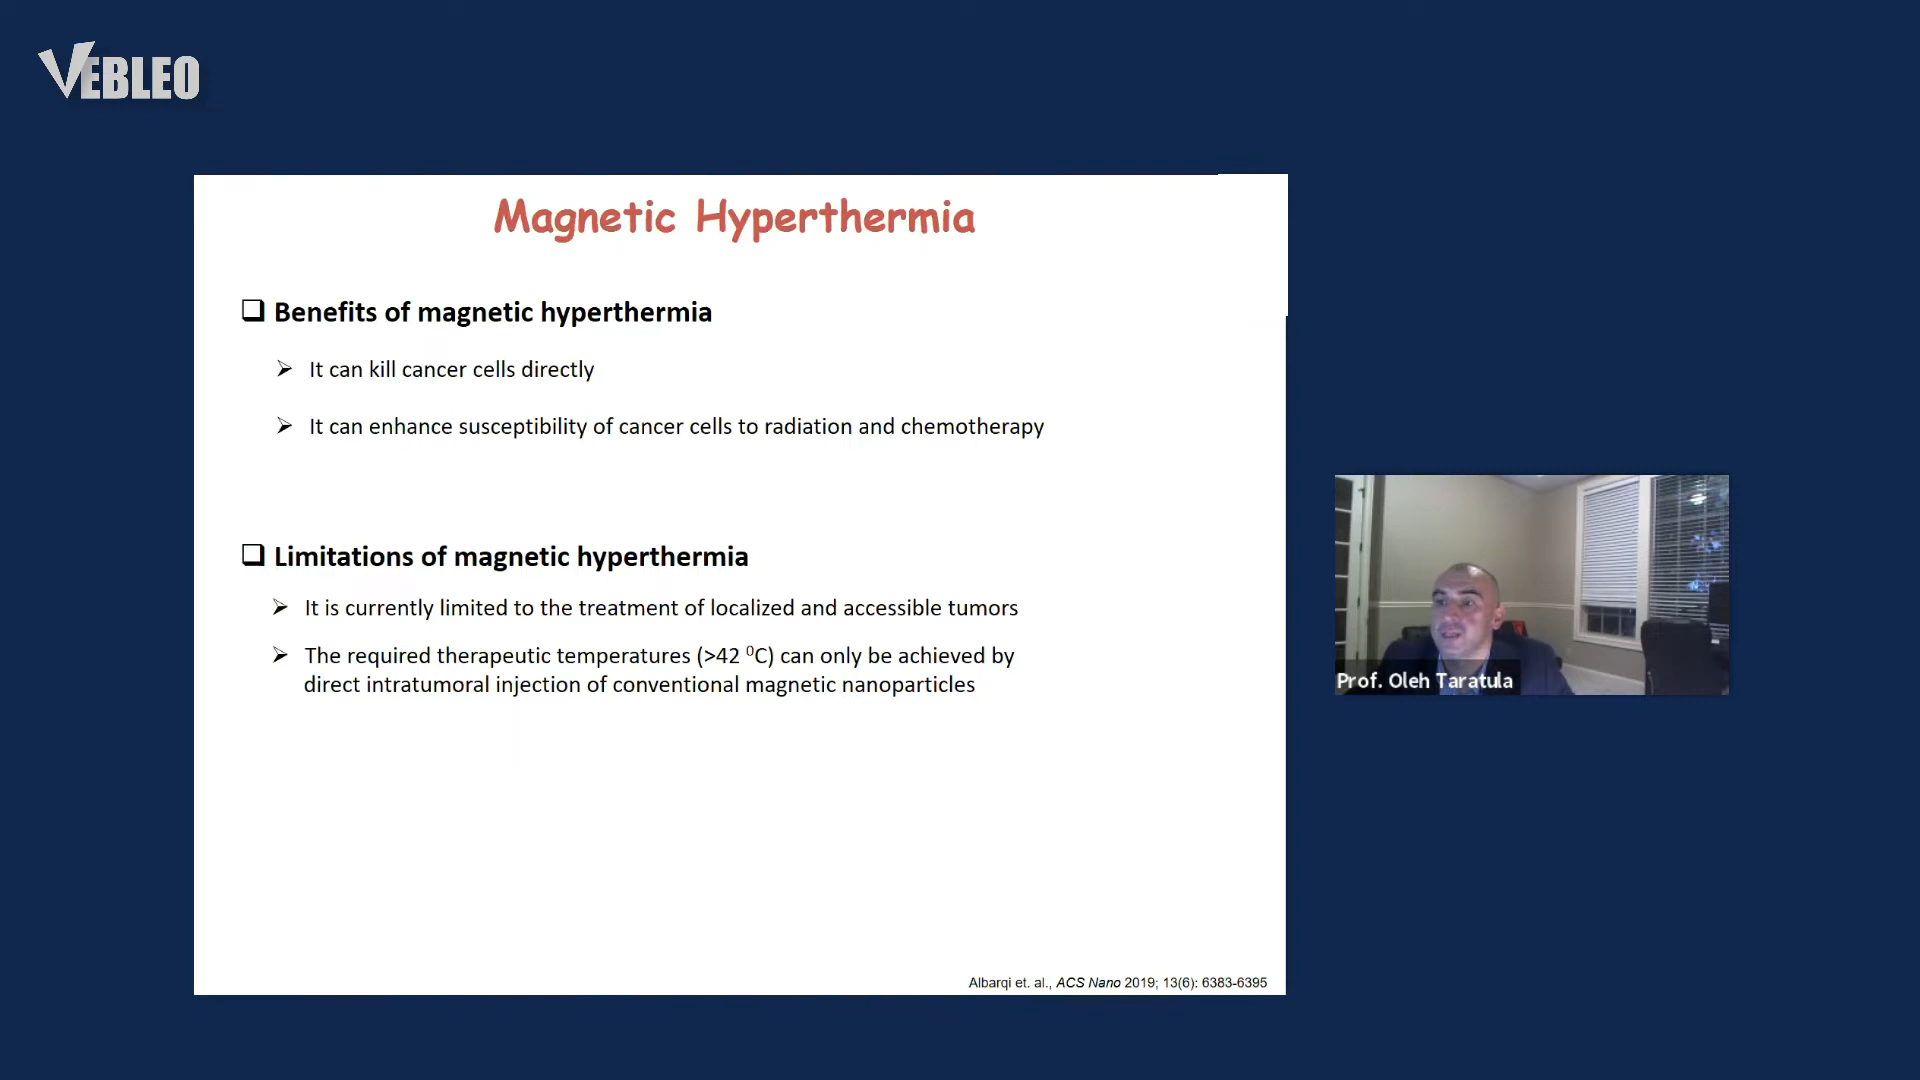 VEBLEO
Magnetic Hyperthermia
Benefits of magnetic hyperthermia
It can kill cancer cells directly
It can enhance susceptibility of cancer cells to radiation and chemotherapy
Limitations of magnetic hyperthermia
It is currently limited to the treatment of localized and accessible tumors
The required therapeutic temperatures (>42 ⁰C) can only be achieved by
direct intratumoral injection of conventional magnetic nanoparticles
Albarqi et. al., ACS Nano 2019; 13(6): 6383-6395
Prof. Oleh Taratula